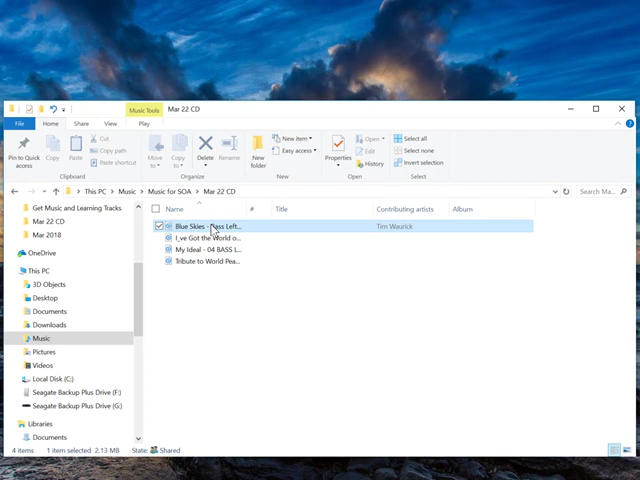 Music Tools Mar 22 CD
File Home Share View Play
Pin to Quick access
Copy
Paste
Cut
Copy path
Paste shortcut
Move to
Copy to
Delete
Rename
New folder
New item
Easy access
Properties
Open
Edit
History
Select all
Select none
Invert selection
Clipboard Organize New Open Select
This PC > Music > Music for SOA > Mar 22 CD
Search Ma...
Name # Title Contributing artists Album
Blue Skies - Bass Left... Tim Waurick
I_ve Got the World o...
My Ideal - 04 BASS L...
Tribute to World Pea...
Get Music and Learning Tracks
Mar 22 CD
Mar 2018
OneDrive
This PC
3D Objects
Desktop
Documents
Downloads
Music
Pictures
Videos
Local Disk (C:)
Seagate Backup Plus Drive (F:)
Seagate Backup Plus Drive (G:)
Libraries
Documents
4 items 1 item selected 2.13 MB State: Shared